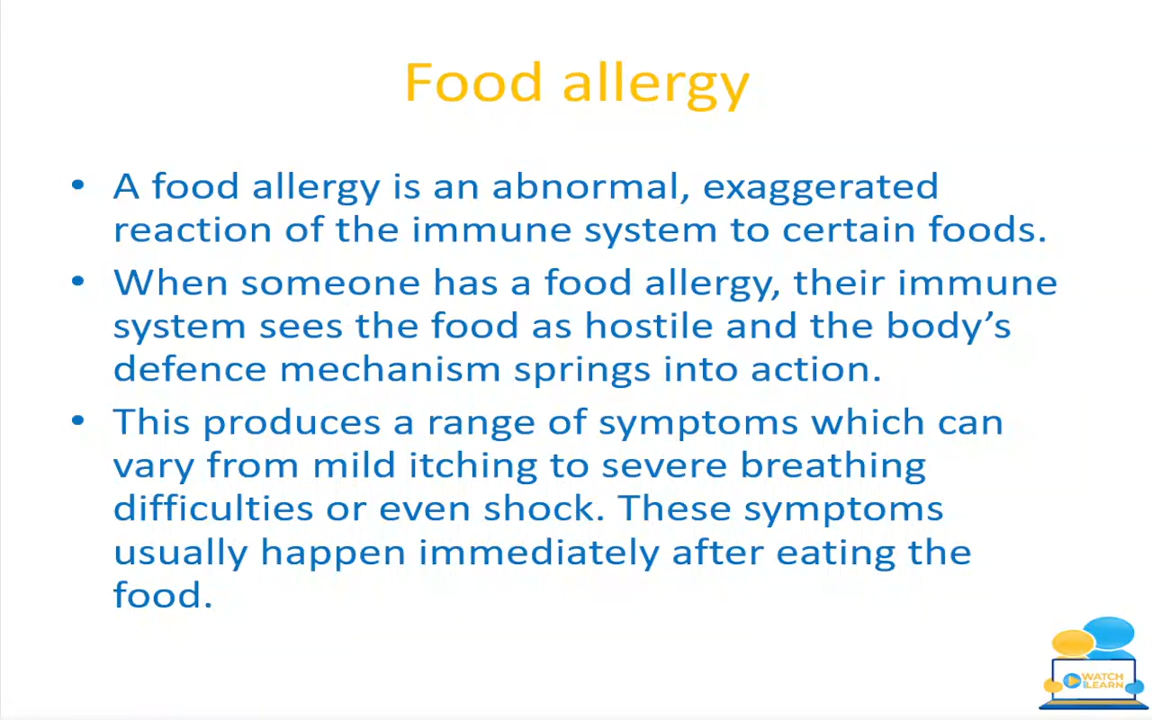 Food allergy
• A food allergy is an abnormal, exaggerated
reaction of the immune system to certain foods.
• When someone has a food allergy, their immune
system sees the food as hostile and the body’s
defence mechanism springs into action.
• This produces a range of symptoms which can
vary from mild itching to severe breathing
difficulties or even shock. These symptoms
usually happen immediately after eating the
food.
WATCH
AND LEARN